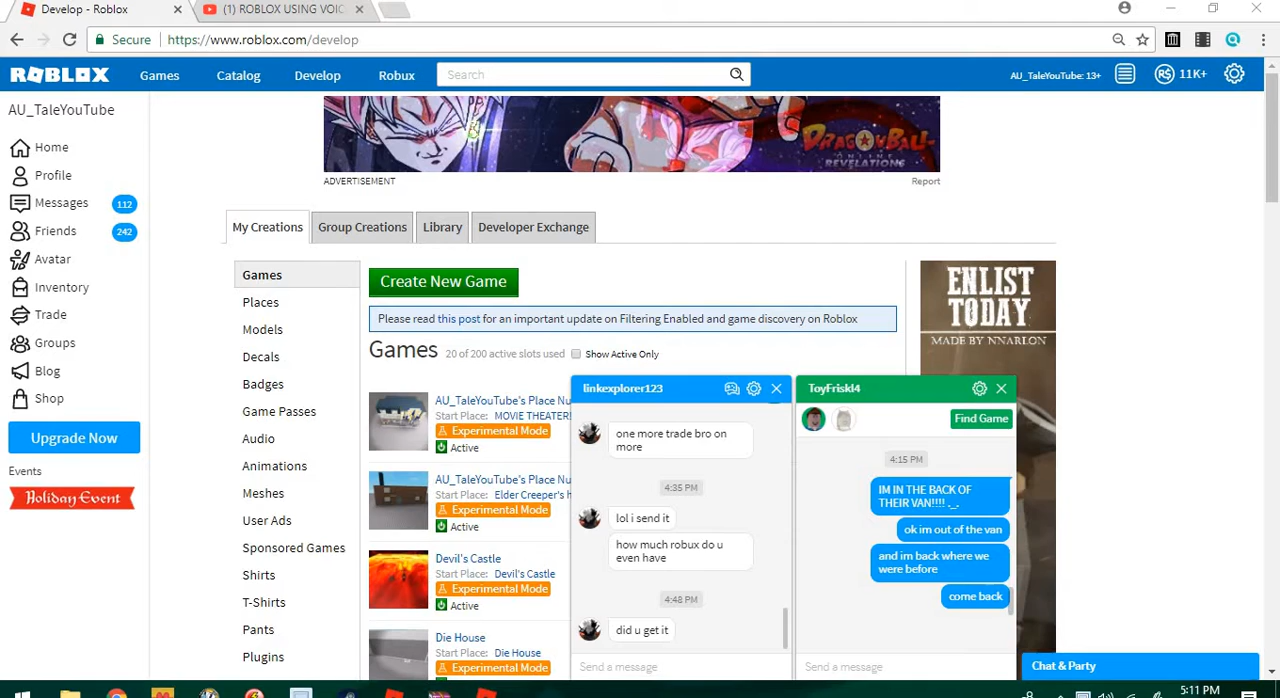 Develop - Roblox
(1) ROBLOX USING VOIC
Secure
https://www.roblox.com/develop
ROBLOX
Games
Catalog
Develop
Robux
Search
AU_TaleYouTube: 13+
11K+
AU_TaleYouTube
Home
Profile
Messages
112
Friends
242
Avatar
Inventory
Trade
Groups
Blog
Shop
Upgrade Now
Events
Holiday Event
DRAGON BALL
ONLINE
REVELATIONS
ADVERTISEMENT
Report
My Creations
Group Creations
Library
Developer Exchange
Games
Places
Models
Decals
Badges
Game Passes
Audio
Animations
Meshes
User Ads
Sponsored Games
Shirts
T-Shirts
Pants
Plugins
Create New Game
Please read this post for an important update on Filtering Enabled and game discovery on Roblox
Games
20 of 200 active slots used
Show Active Only
AU_TaleYouTube's Place Nu
Start Place: MOVIE THEATER!
Experimental Mode
Active
AU_TaleYouTube's Place Nu
Start Place: Elder Creeper's h
Experimental Mode
Active
Devil's Castle
Start Place: Devil's Castle
Experimental Mode
Active
Die House
Start Place: Die House
Experimental Mode
ENLIST
TODAY
MADE BY NNARLON
linkexplorer123
one more trade bro on
more
4:35 PM
lol i send it
how much robux do u
even have
4:48 PM
did u get it
Send a message
ToyFriskI4
Find Game
4:15 PM
IM IN THE BACK OF
THEIR VAN!!!! ._.
ok im out of the van
and im back where we
were before
come back
Send a message
Chat & Party
5:11 PM